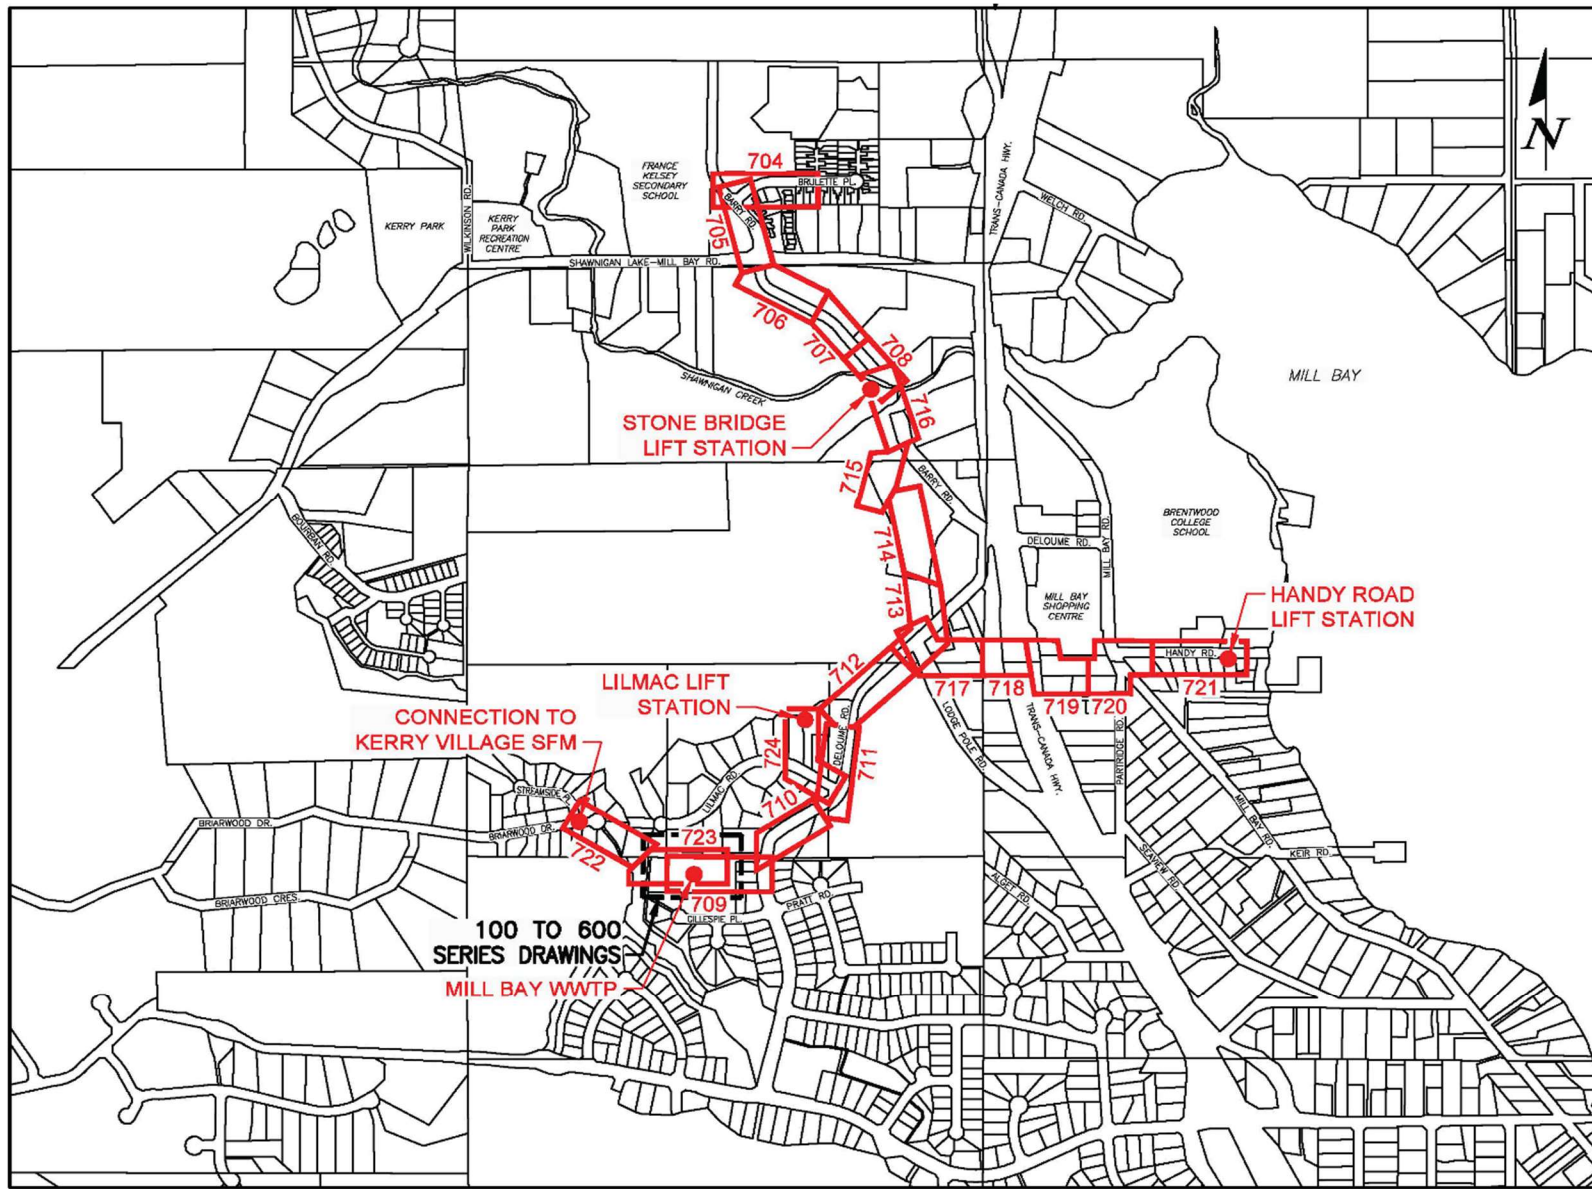 N
704
BRULETTE PL.
FRANCE
KELSEY
SECONDARY
SCHOOL
BARRY RD.
705
KERRY PARK
WILKINSON RD.
KERRY
PARK
RECREATION
CENTRE
SHAWNIGAN LAKE-MILL BAY RD.
TRANS-CANADA HWY.
WELCH RD.
706
707
708
SHAWNIGAN CREEK
MILL BAY
STONE BRIDGE
LIFT STATION
716
715
BARRY RD.
BOURBAN RD.
714
713
DELOUME RD.
MILL BAY RD.
BRENTWOOD
COLLEGE
SCHOOL
MILL BAY
SHOPPING
CENTRE
HANDY ROAD
LIFT STATION
HANDY RD.
712
717
718
719
720
721
LILMAC LIFT
STATION
CONNECTION TO
KERRY VILLAGE SFM
724
DELOUME RD.
711
LODGE POLE RD.
TRANS-CANADA HWY.
PARTRIDGE RD.
MILL BAY RD.
STREAMSIDE PL.
LILMAC RD.
710
BRIARWOOD DR.
BRIARWOOD DR.
722
723
KEIR RD.
SEAVIEW RD.
ALGET RD.
BRIARWOOD CRES.
709
PRATT RD.
GILLESPIE PL.
100 TO 600
SERIES DRAWINGS
MILL BAY WWTP